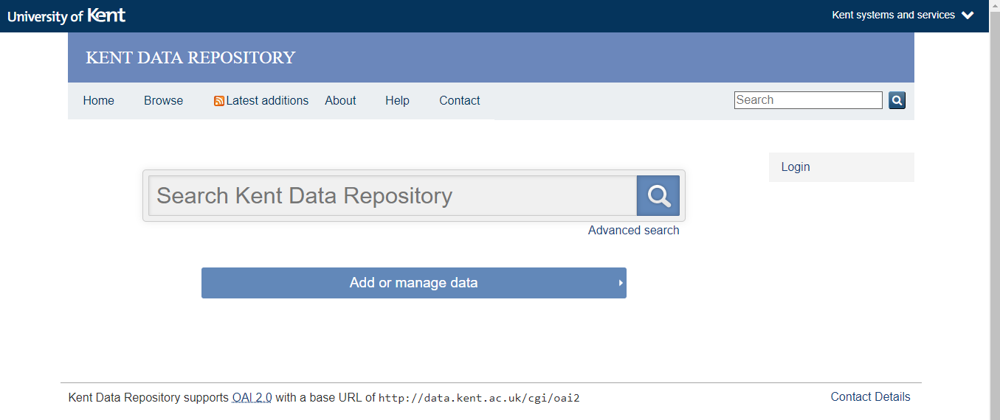 University of Kent
Kent systems and services
KENT DATA REPOSITORY
Home Browse Latest additions About Help Contact Search
Login
Search Kent Data Repository
Advanced search
Add or manage data
Kent Data Repository supports OAI 2.0 with a base URL of http://data.kent.ac.uk/cgi/oai2
Contact Details